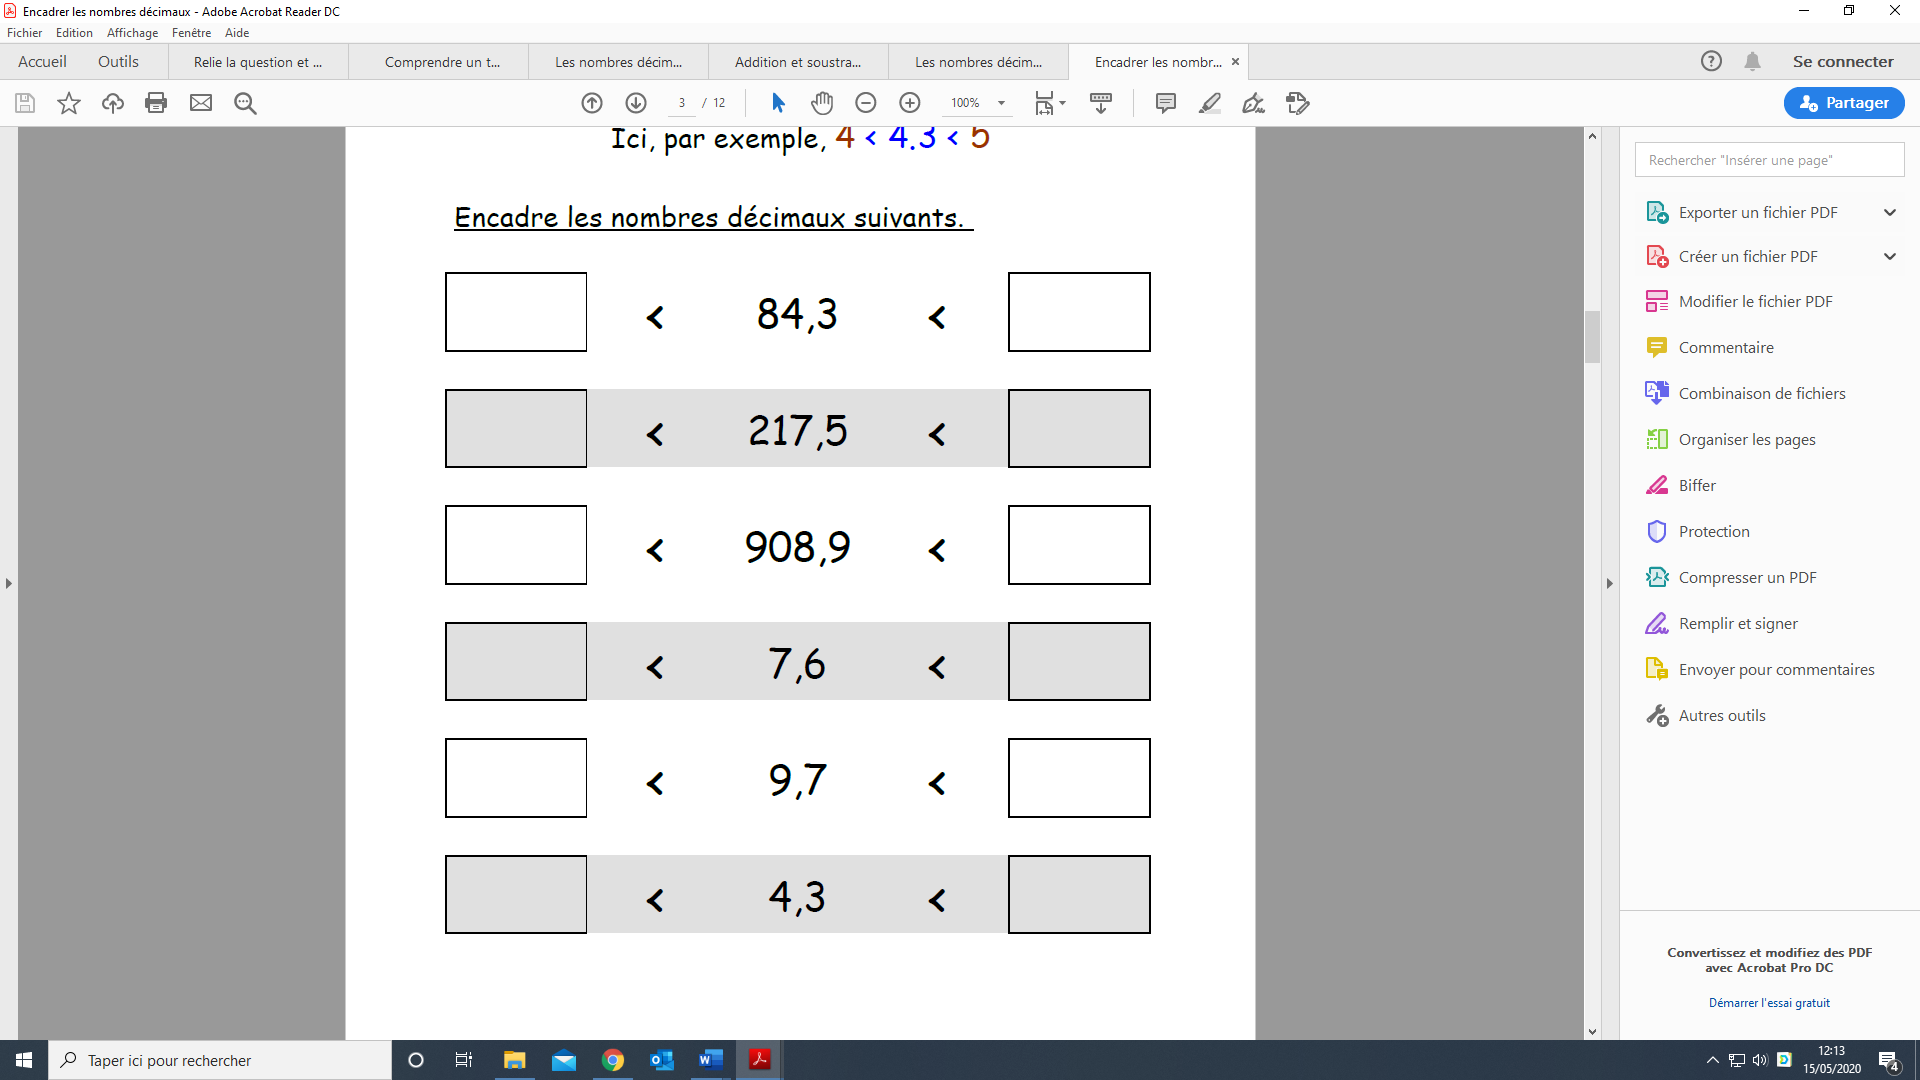 Encadrer les nombres décimaux - Adobe Acrobat Reader DC
Fichier Edition Affichage Fenêtre Aide
Accueil Outils Relie la question et ... Comprendre un t... Les nombres décim... Addition et soustra... Les nombres décim... Encadrer les nombr... ×
Se connecter
3 / 12 100% Partager
Ici, par exemple, 4 < 4.3 < 5
Encadre les nombres décimaux suivants.
< 84,3 <
< 217,5 <
< 908,9 <
< 7,6 <
< 9,7 <
< 4,3 <
Rechercher "Insérer une page"
Exporter un fichier PDF
Créer un fichier PDF
Modifier le fichier PDF
Commentaire
Combinaison de fichiers
Organiser les pages
Biffer
Protection
Compresser un PDF
Remplir et signer
Envoyer pour commentaires
Autres outils
Convertissez et modifiez des PDF
avec Acrobat Pro DC
Démarrer l'essai gratuit
Taper ici pour rechercher
12:13
15/05/2020
4